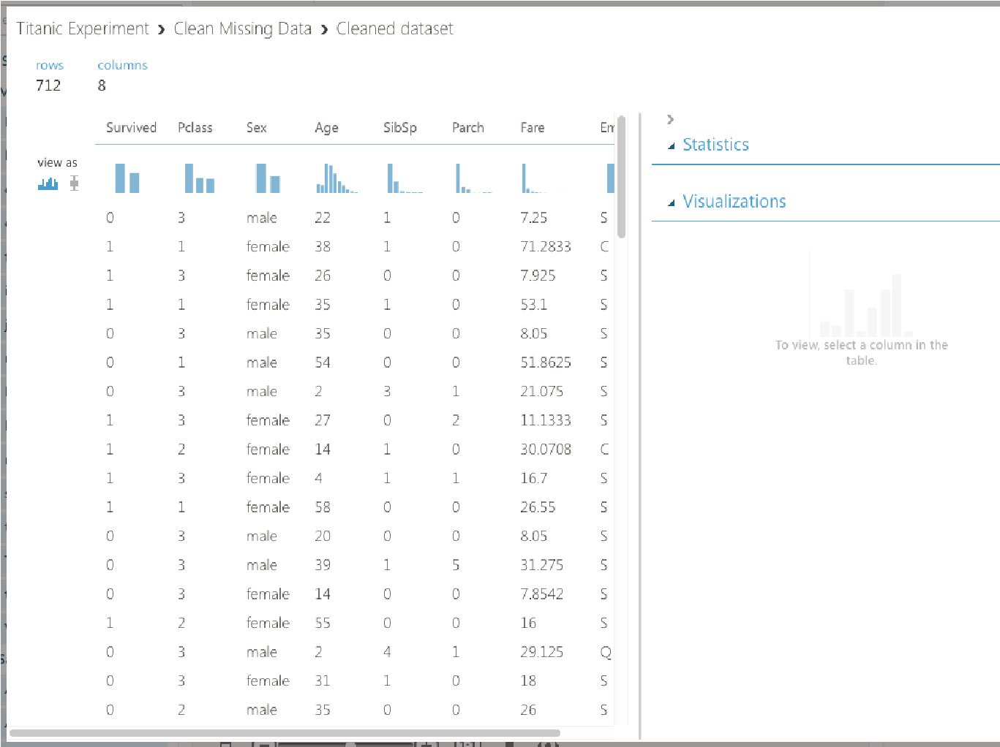 Titanic Experiment › Clean Missing Data › Cleaned dataset
rows columns
712 8
Survived Pclass Sex Age SibSp Parch Fare Em
view as
0 3 male 22 1 0 7.25 S
1 1 female 38 1 0 71.2833 C
1 3 female 26 0 0 7.925 S
1 1 female 35 1 0 53.1 S
0 3 male 35 0 0 8.05 S
0 1 male 54 0 0 51.8625 S
0 3 male 2 3 1 21.075 S
1 3 female 27 0 2 11.1333 S
1 2 female 14 1 0 30.0708 C
1 3 female 4 1 1 16.7 S
1 1 female 58 0 0 26.55 S
0 3 male 20 0 0 8.05 S
0 3 male 39 1 5 31.275 S
0 3 female 14 0 0 7.8542 S
1 2 female 55 0 0 16 S
0 3 male 2 4 1 29.125 Q
0 3 female 31 1 0 18 S
0 2 male 35 0 0 26 S
Statistics
Visualizations
To view, select a column in the
table.